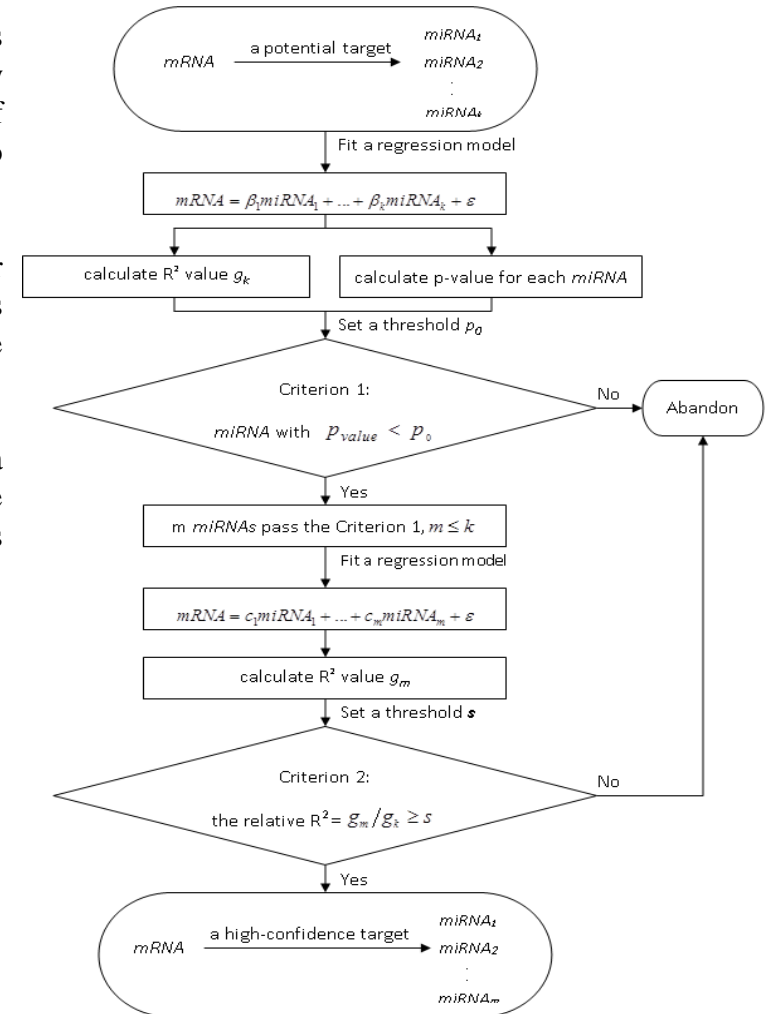 miRNA₁
a potential target
mRNA miRNA₂
:
miRNAₖ
Fit a regression model
mRNA = β₁miRNA₁ + ... + βₖmiRNAₖ + ε
calculate R² value gₖ
calculate p-value for each miRNA
Set a threshold p₀
Criterion 1:
miRNA with p_value < p₀
No
Abandon
Yes
m miRNAs pass the Criterion 1, m ≤ k
Fit a regression model
mRNA = c₁miRNA₁ + ... + cₘmiRNAₘ + ε
calculate R² value gₘ
Set a threshold s
Criterion 2:
the relative R² = gₘ/gₖ ≥ s
No
Yes
miRNA₁
a high-confidence target
mRNA miRNA₂
:
miRNAₘ